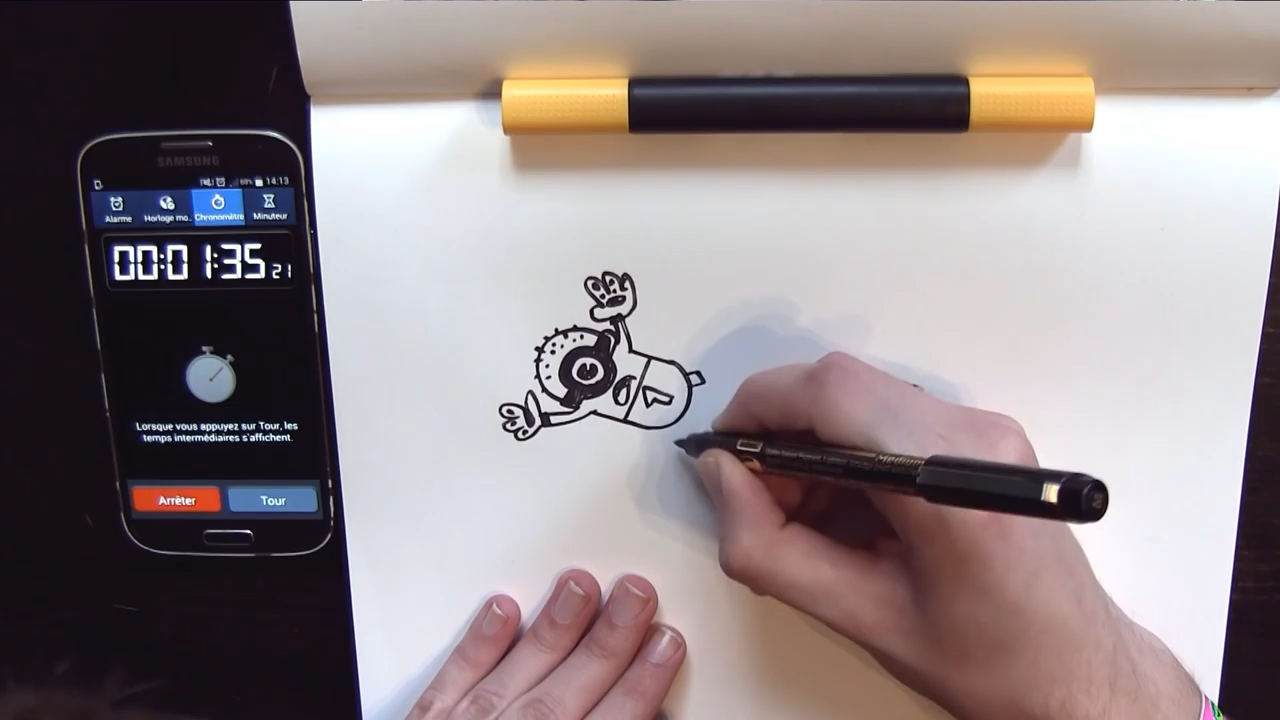 SAMSUNG
69% 14:13
Alarme Horloge mo.. Chronomètre Minuteur
00:01:35 21
Lorsque vous appuyez sur Tour, les
temps intermédiaires s'affichent.
Arrêter Tour
Medium
M